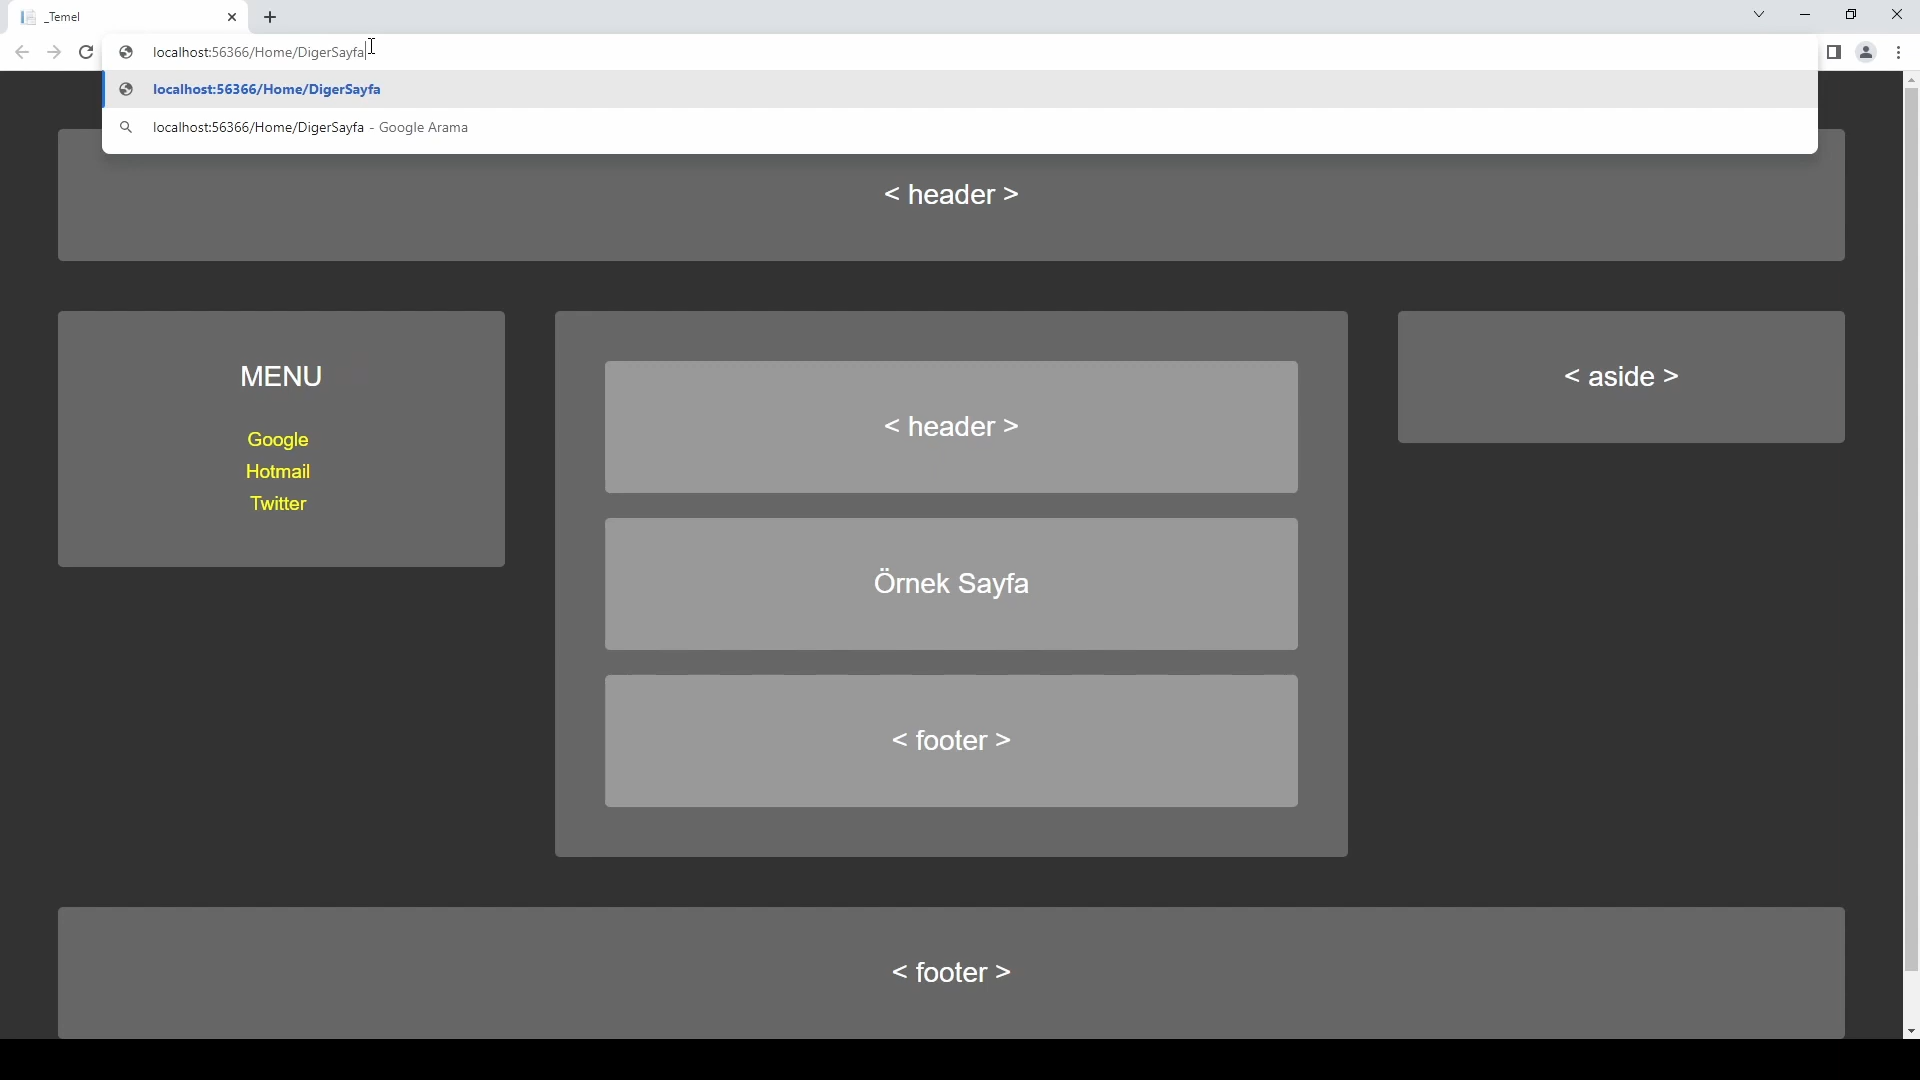 _Temel
localhost:56366/Home/DigerSayfa
localhost:56366/Home/DigerSayfa
localhost:56366/Home/DigerSayfa - Google Arama
< header >
MENU
Google
Hotmail
Twitter
< header >
Örnek Sayfa
< footer >
< aside >
< footer >